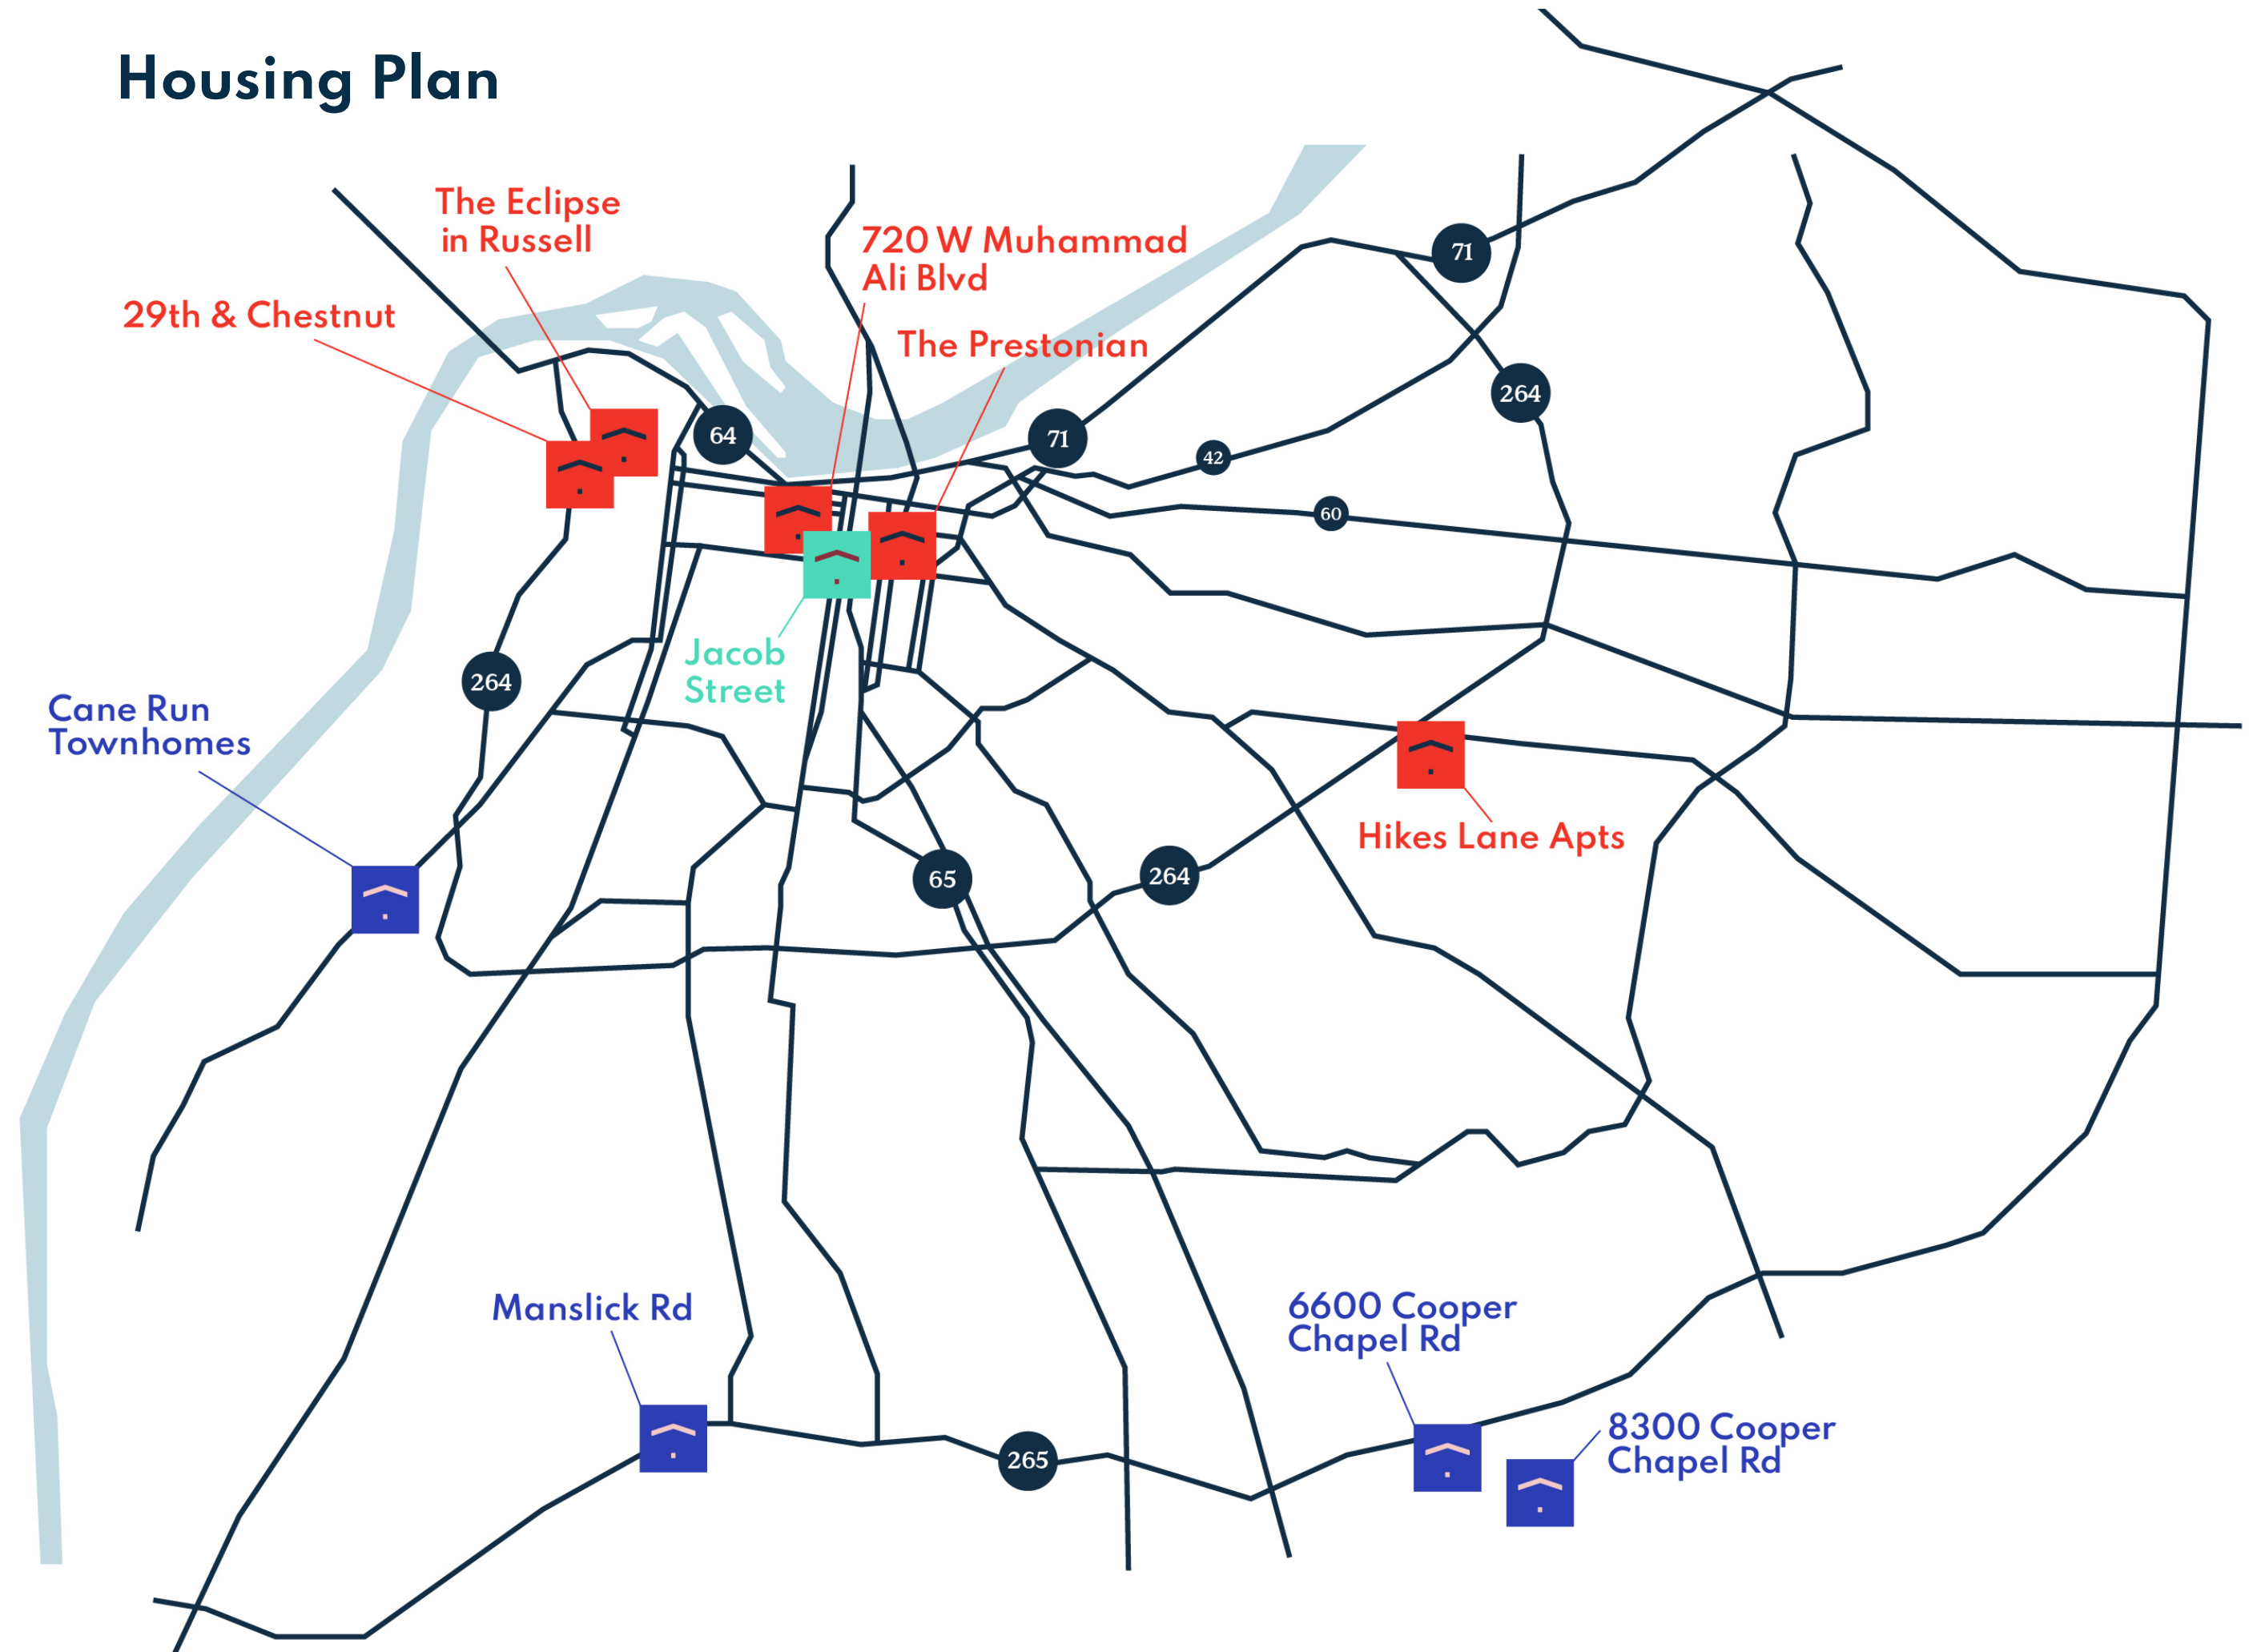 Housing Plan
The Eclipse
in Russell
720 W Muhammad
Ali Blvd
29th & Chestnut
The Prestonian
71
264
64
71
42
60
Jacob
Street
264
Cane Run
Townhomes
Hikes Lane Apts
65
264
Manslick Rd
6600 Cooper
Chapel Rd
8300 Cooper
Chapel Rd
265